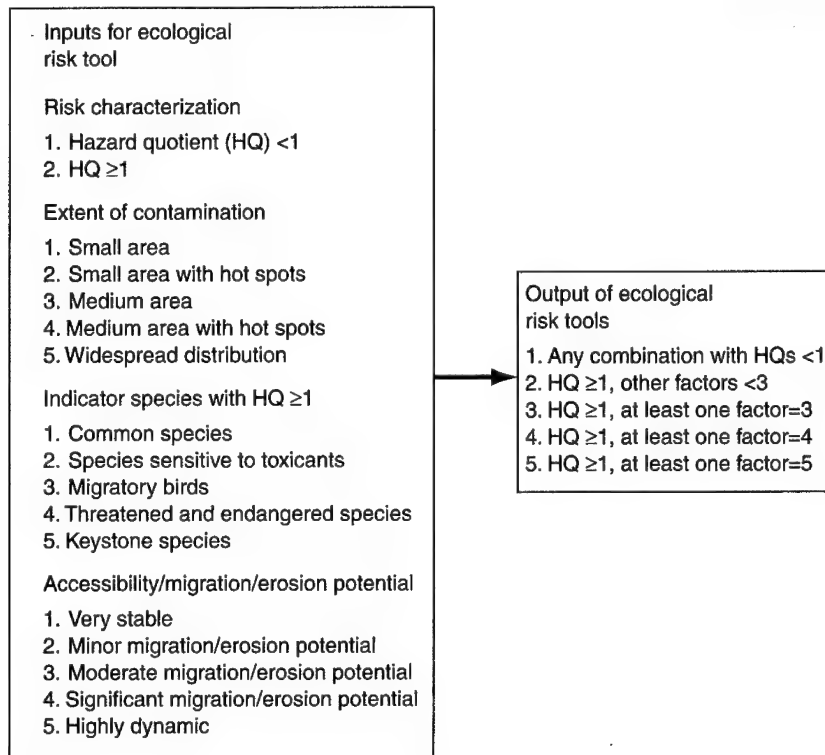 Inputs for ecological
risk tool
Risk characterization
1. Hazard quotient (HQ) <1
2. HQ ≥1
Extent of contamination
1. Small area
2. Small area with hot spots
3. Medium area
4. Medium area with hot spots
5. Widespread distribution
Indicator species with HQ ≥1
1. Common species
2. Species sensitive to toxicants
3. Migratory birds
4. Threatened and endangered species
5. Keystone species
Accessibility/migration/erosion potential
1. Very stable
2. Minor migration/erosion potential
3. Moderate migration/erosion potential
4. Significant migration/erosion potential
5. Highly dynamic
Output of ecological
risk tools
1. Any combination with HQs <1
2. HQ ≥1, other factors <3
3. HQ ≥1, at least one factor=3
4. HQ ≥1, at least one factor=4
5. HQ ≥1, at least one factor=5